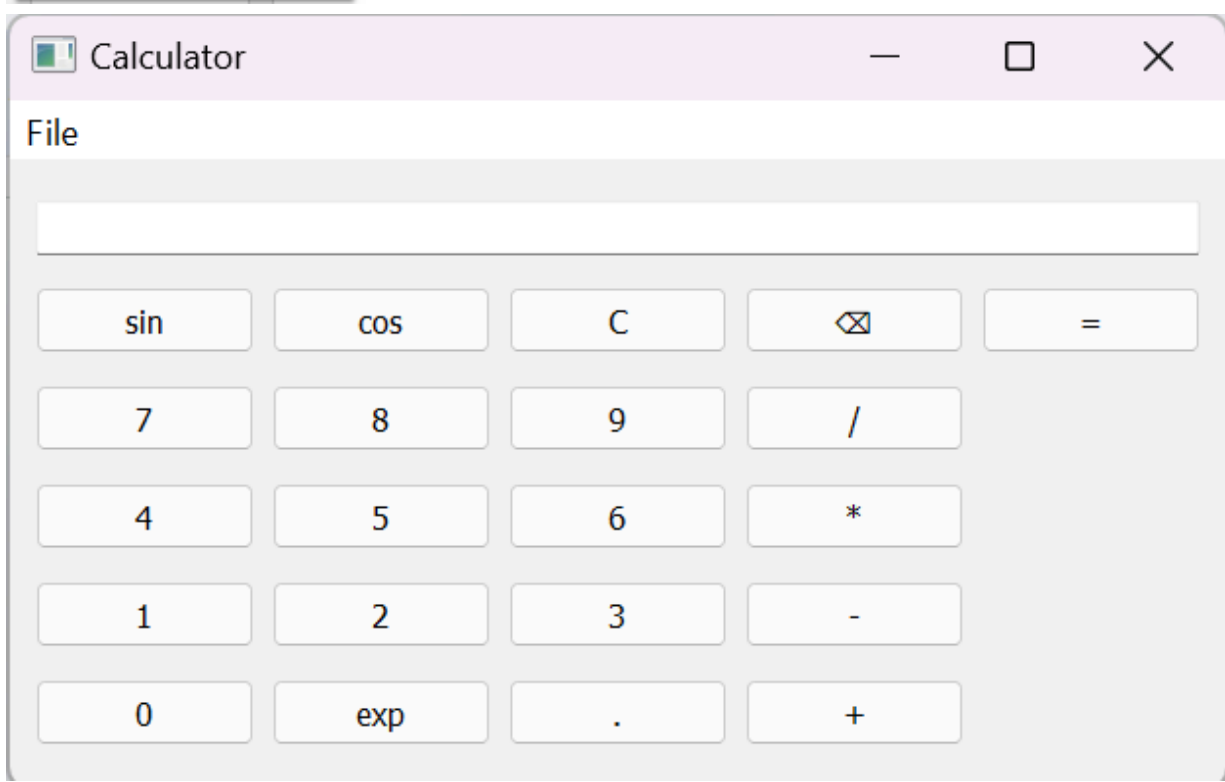 Calculator
File
sin cos C ⌫ =
7 8 9 /
4 5 6 *
1 2 3 -
0 exp . +